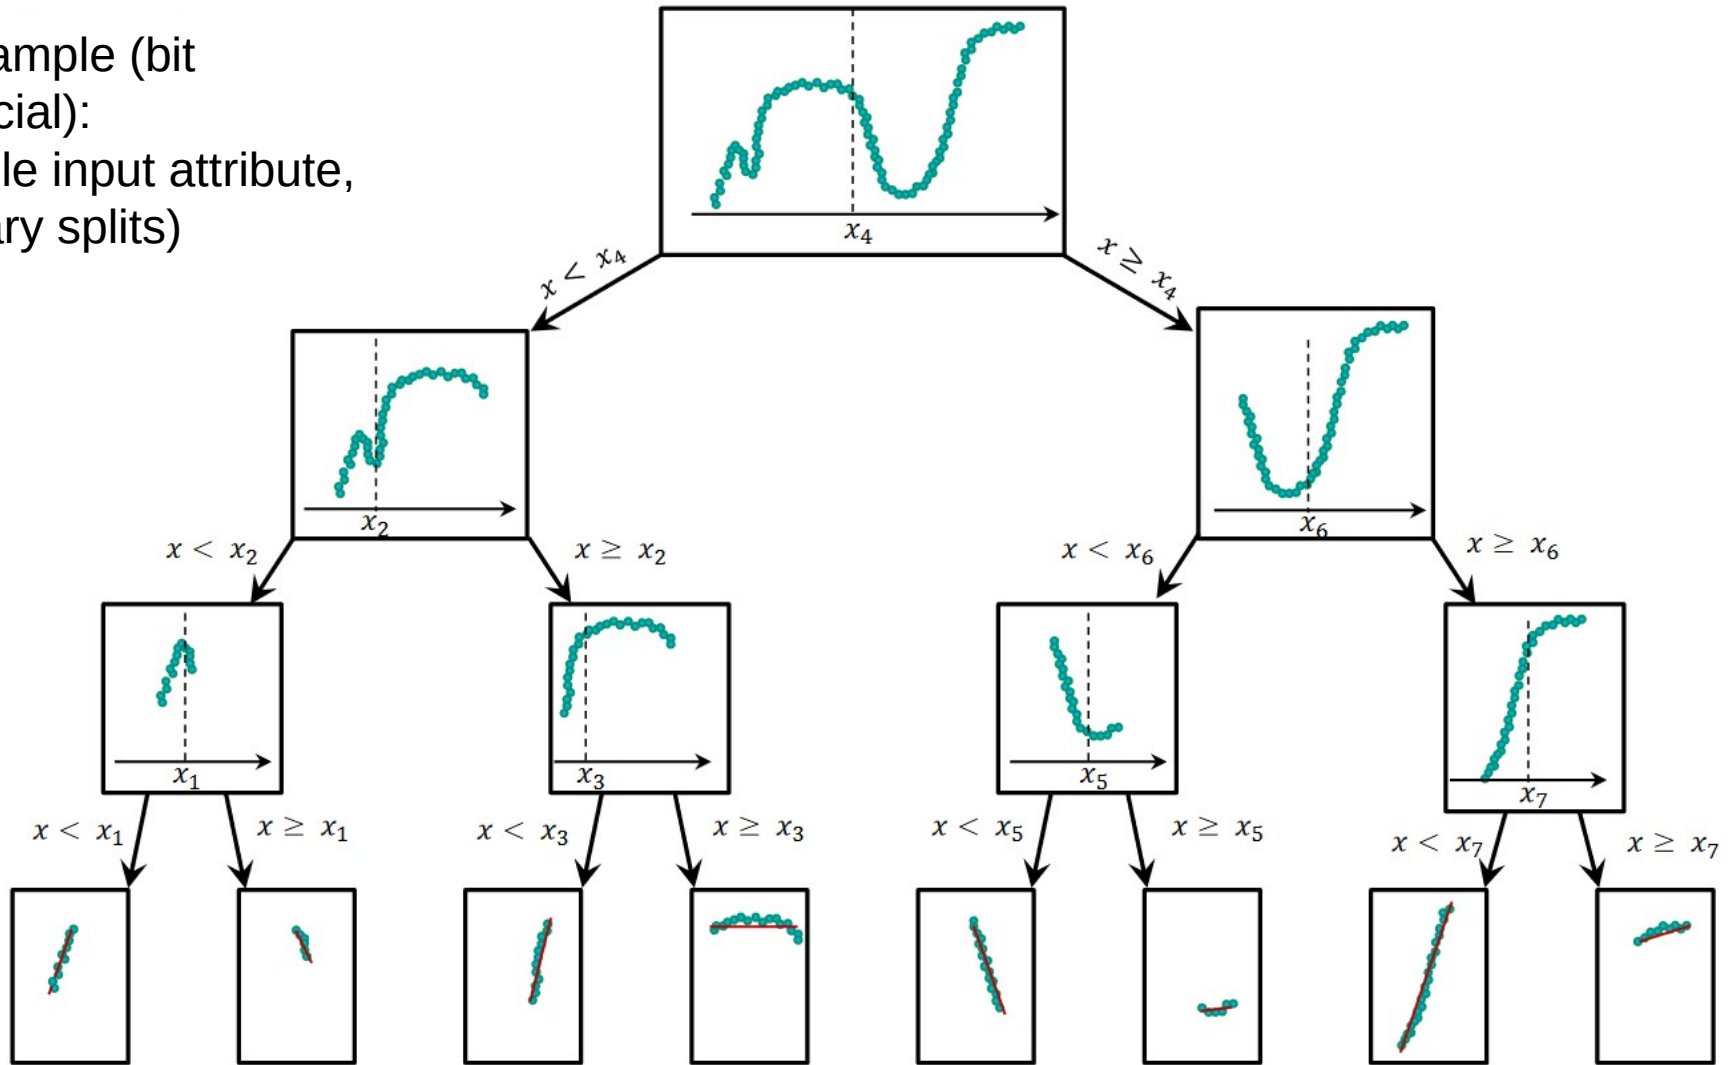 ample (bit
cial):
le input attribute,
ary splits)
x₄
x < x₄
x ≥ x₄
x₂
x₆
x < x₂
x ≥ x₂
x < x₆
x ≥ x₆
x₁
x₃
x₅
x₇
x < x₁
x ≥ x₁
x < x₃
x ≥ x₃
x < x₅
x ≥ x₅
x < x₇
x ≥ x₇